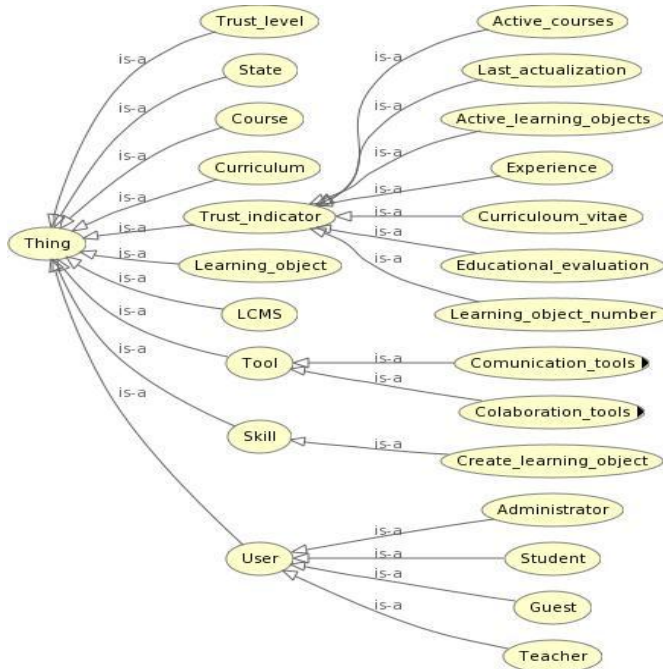 Trust_level
Active_courses
is-a
is-a
State
Last_actualization
is-a
is-a
Course
Active_learning_objects
is-a
is-a
Curriculum
Experience
is-a
is-a
Trust_indicator
is-a
Curriculoum_vitae
Thing
is-a
is-a
Learning_object
Educational_evaluation
is-a
is-a
LCMS
Learning_object_number
is-a
Tool
is-a
Comunication_tools
is-a
is-a
Colaboration_tools
is-a
Skill
is-a
Create_learning_object
Administrator
is-a
User
is-a
Student
is-a
Guest
is-a
Teacher